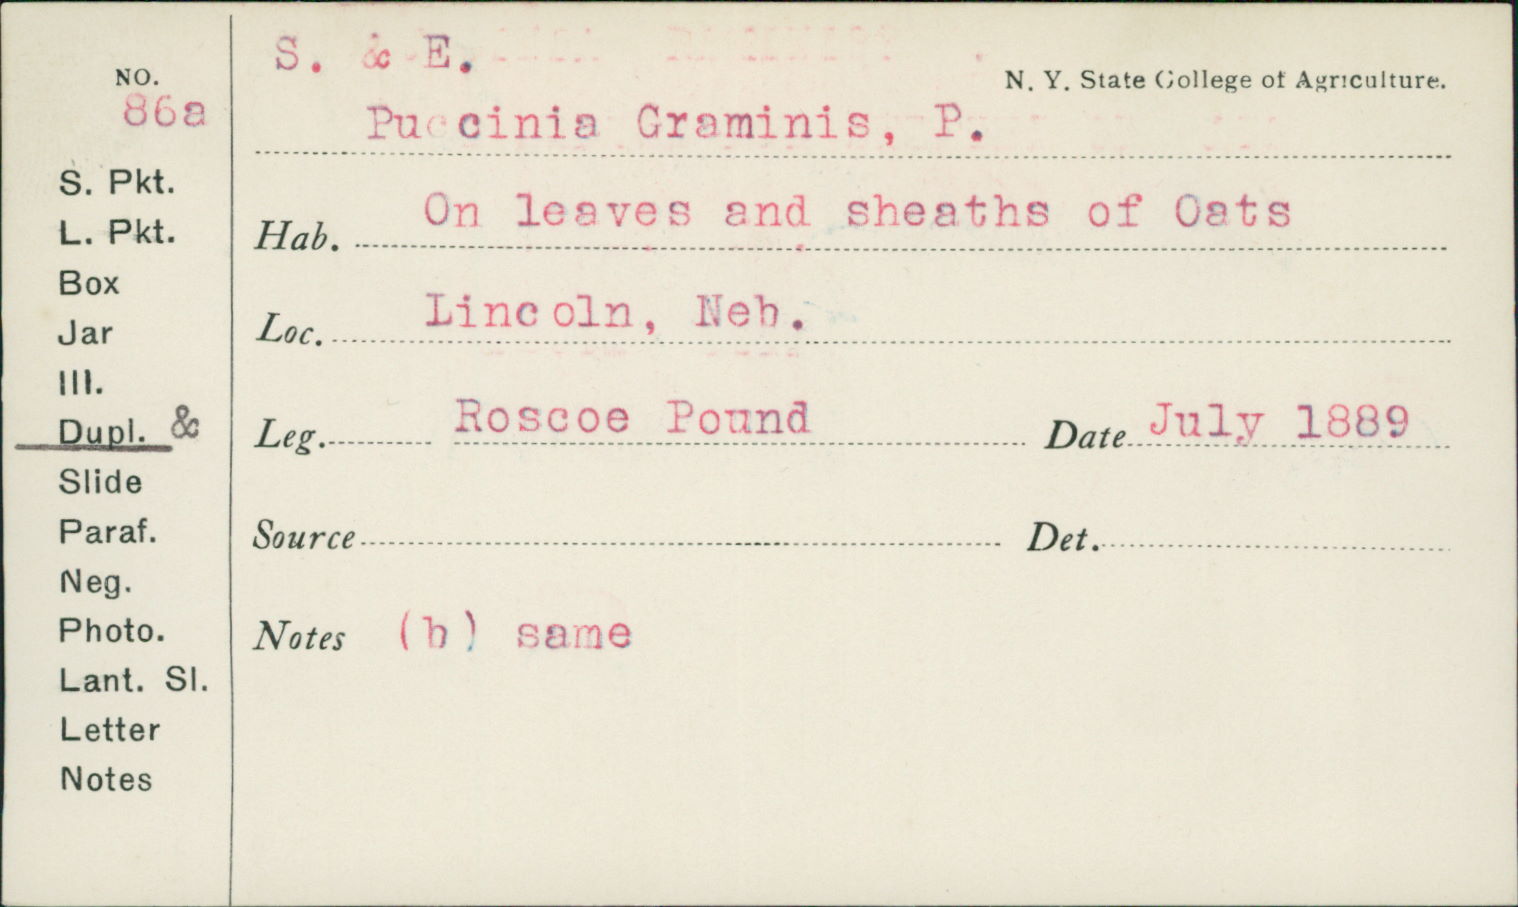 S. & E.
NO.
N. Y. State College of Agriculture.
86a
Puccinia Graminis, P.
S. Pkt.
Hab. On leaves and sheaths of Oats
L. Pkt.
Box
Loc. Lincoln, Neb.
Jar
Ill.
Leg. Roscoe Pound Date July 1889
Dupl. &
Slide
Paraf.
Source Det.
Neg.
Photo.
Notes (b) same
Lant. Sl.
Letter
Notes